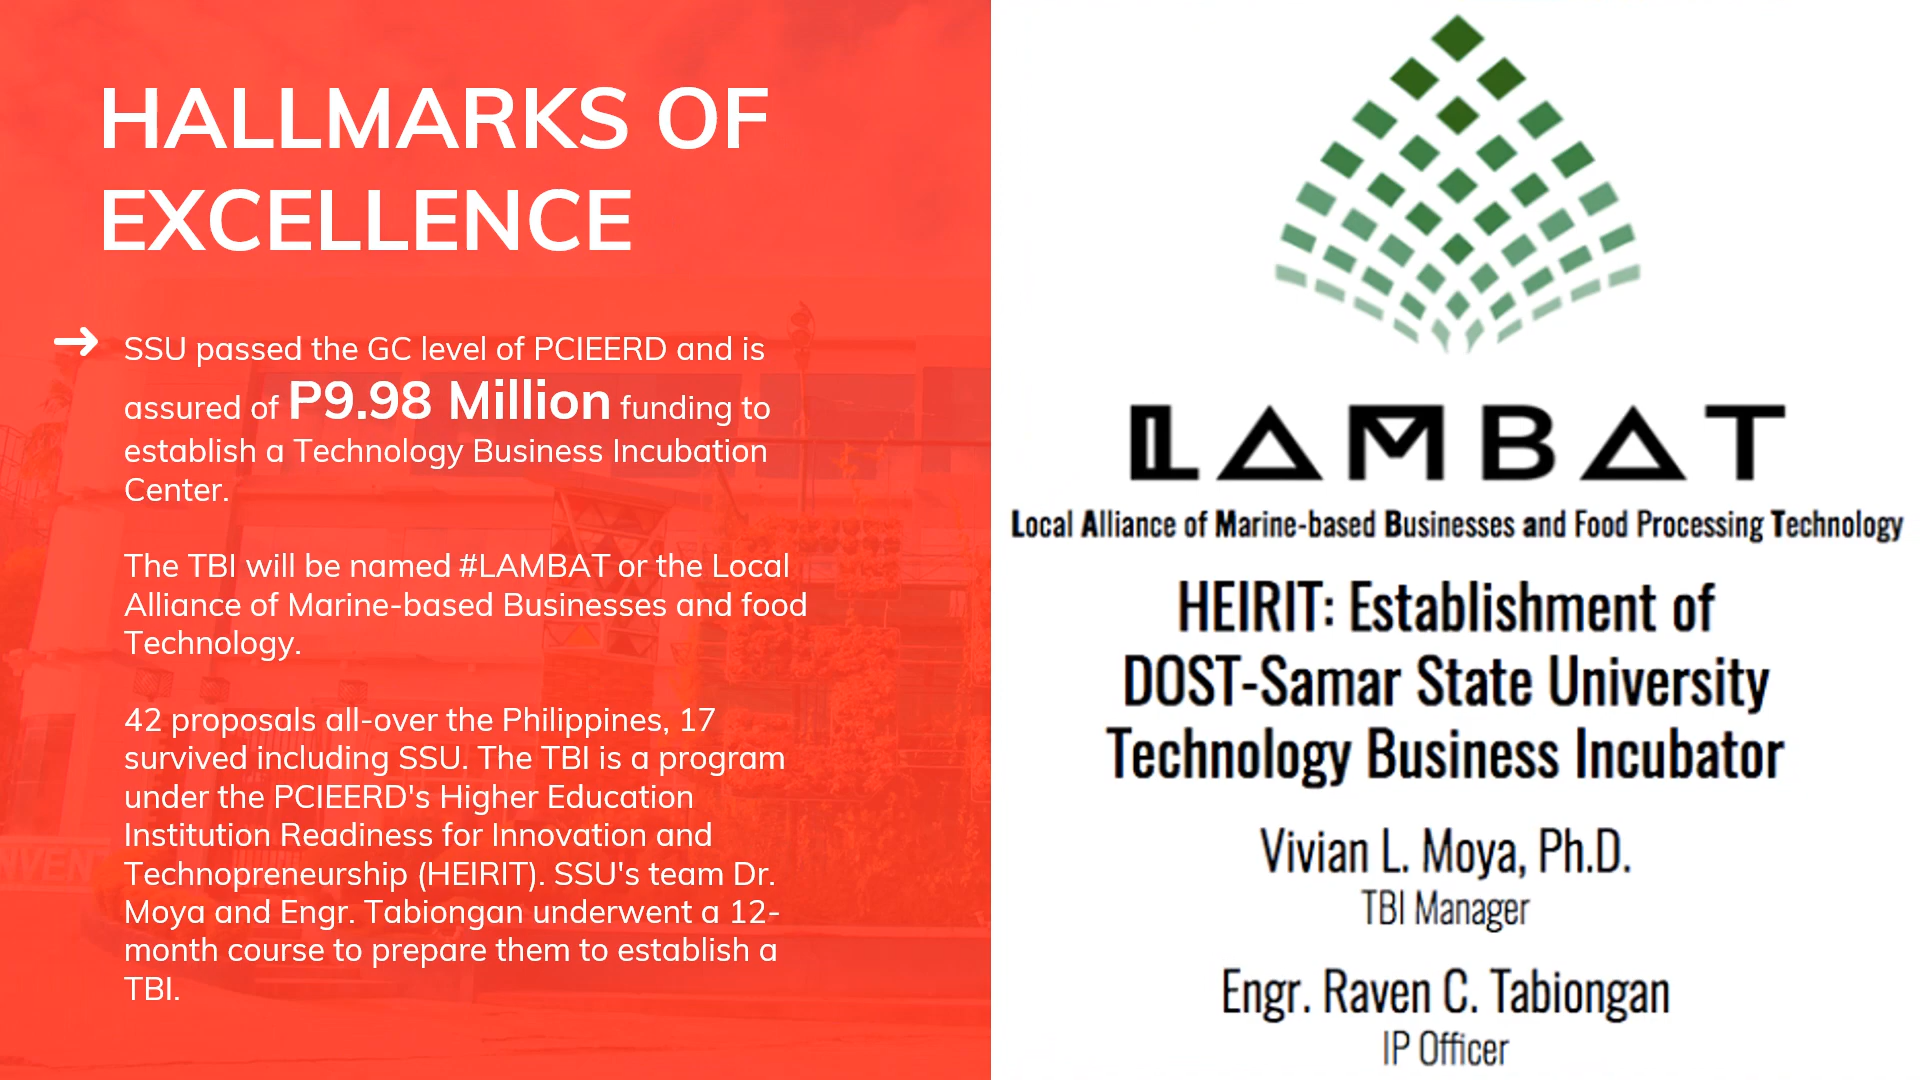 HALLMARKS OF
EXCELLENCE
SSU passed the GC level of PCIEERD and is
assured of P9.98 Million funding to
establish a Technology Business Incubation
Center.
The TBI will be named #LAMBAT or the Local
Alliance of Marine-based Businesses and food
Technology.
42 proposals all-over the Philippines, 17
survived including SSU. The TBI is a program
under the PCIEERD's Higher Education
Institution Readiness for Innovation and
Technopreneurship (HEIRIT). SSU's team Dr.
Moya and Engr. Tabiongan underwent a 12-
month course to prepare them to establish a
TBI.
LAMBAT
Local Alliance of Marine-based Businesses and Food Processing Technology
HEIRIT: Establishment of
DOST-Samar State University
Technology Business Incubator
Vivian L. Moya, Ph.D.
TBI Manager
Engr. Raven C. Tabiongan
IP Officer